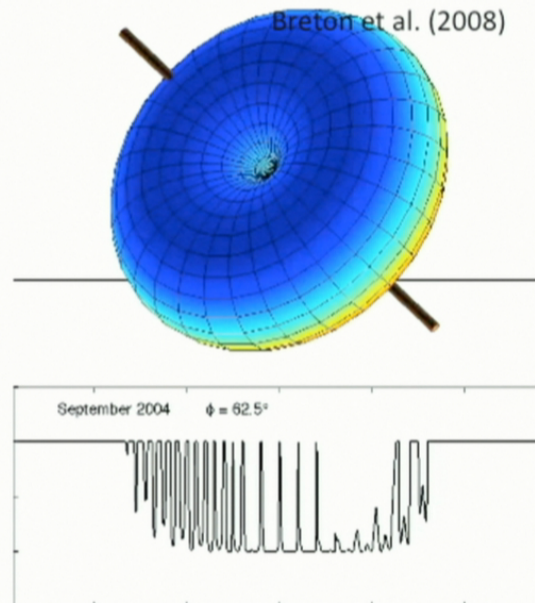 Breton et al. (2008)
September 2004 ϕ = 62.5°